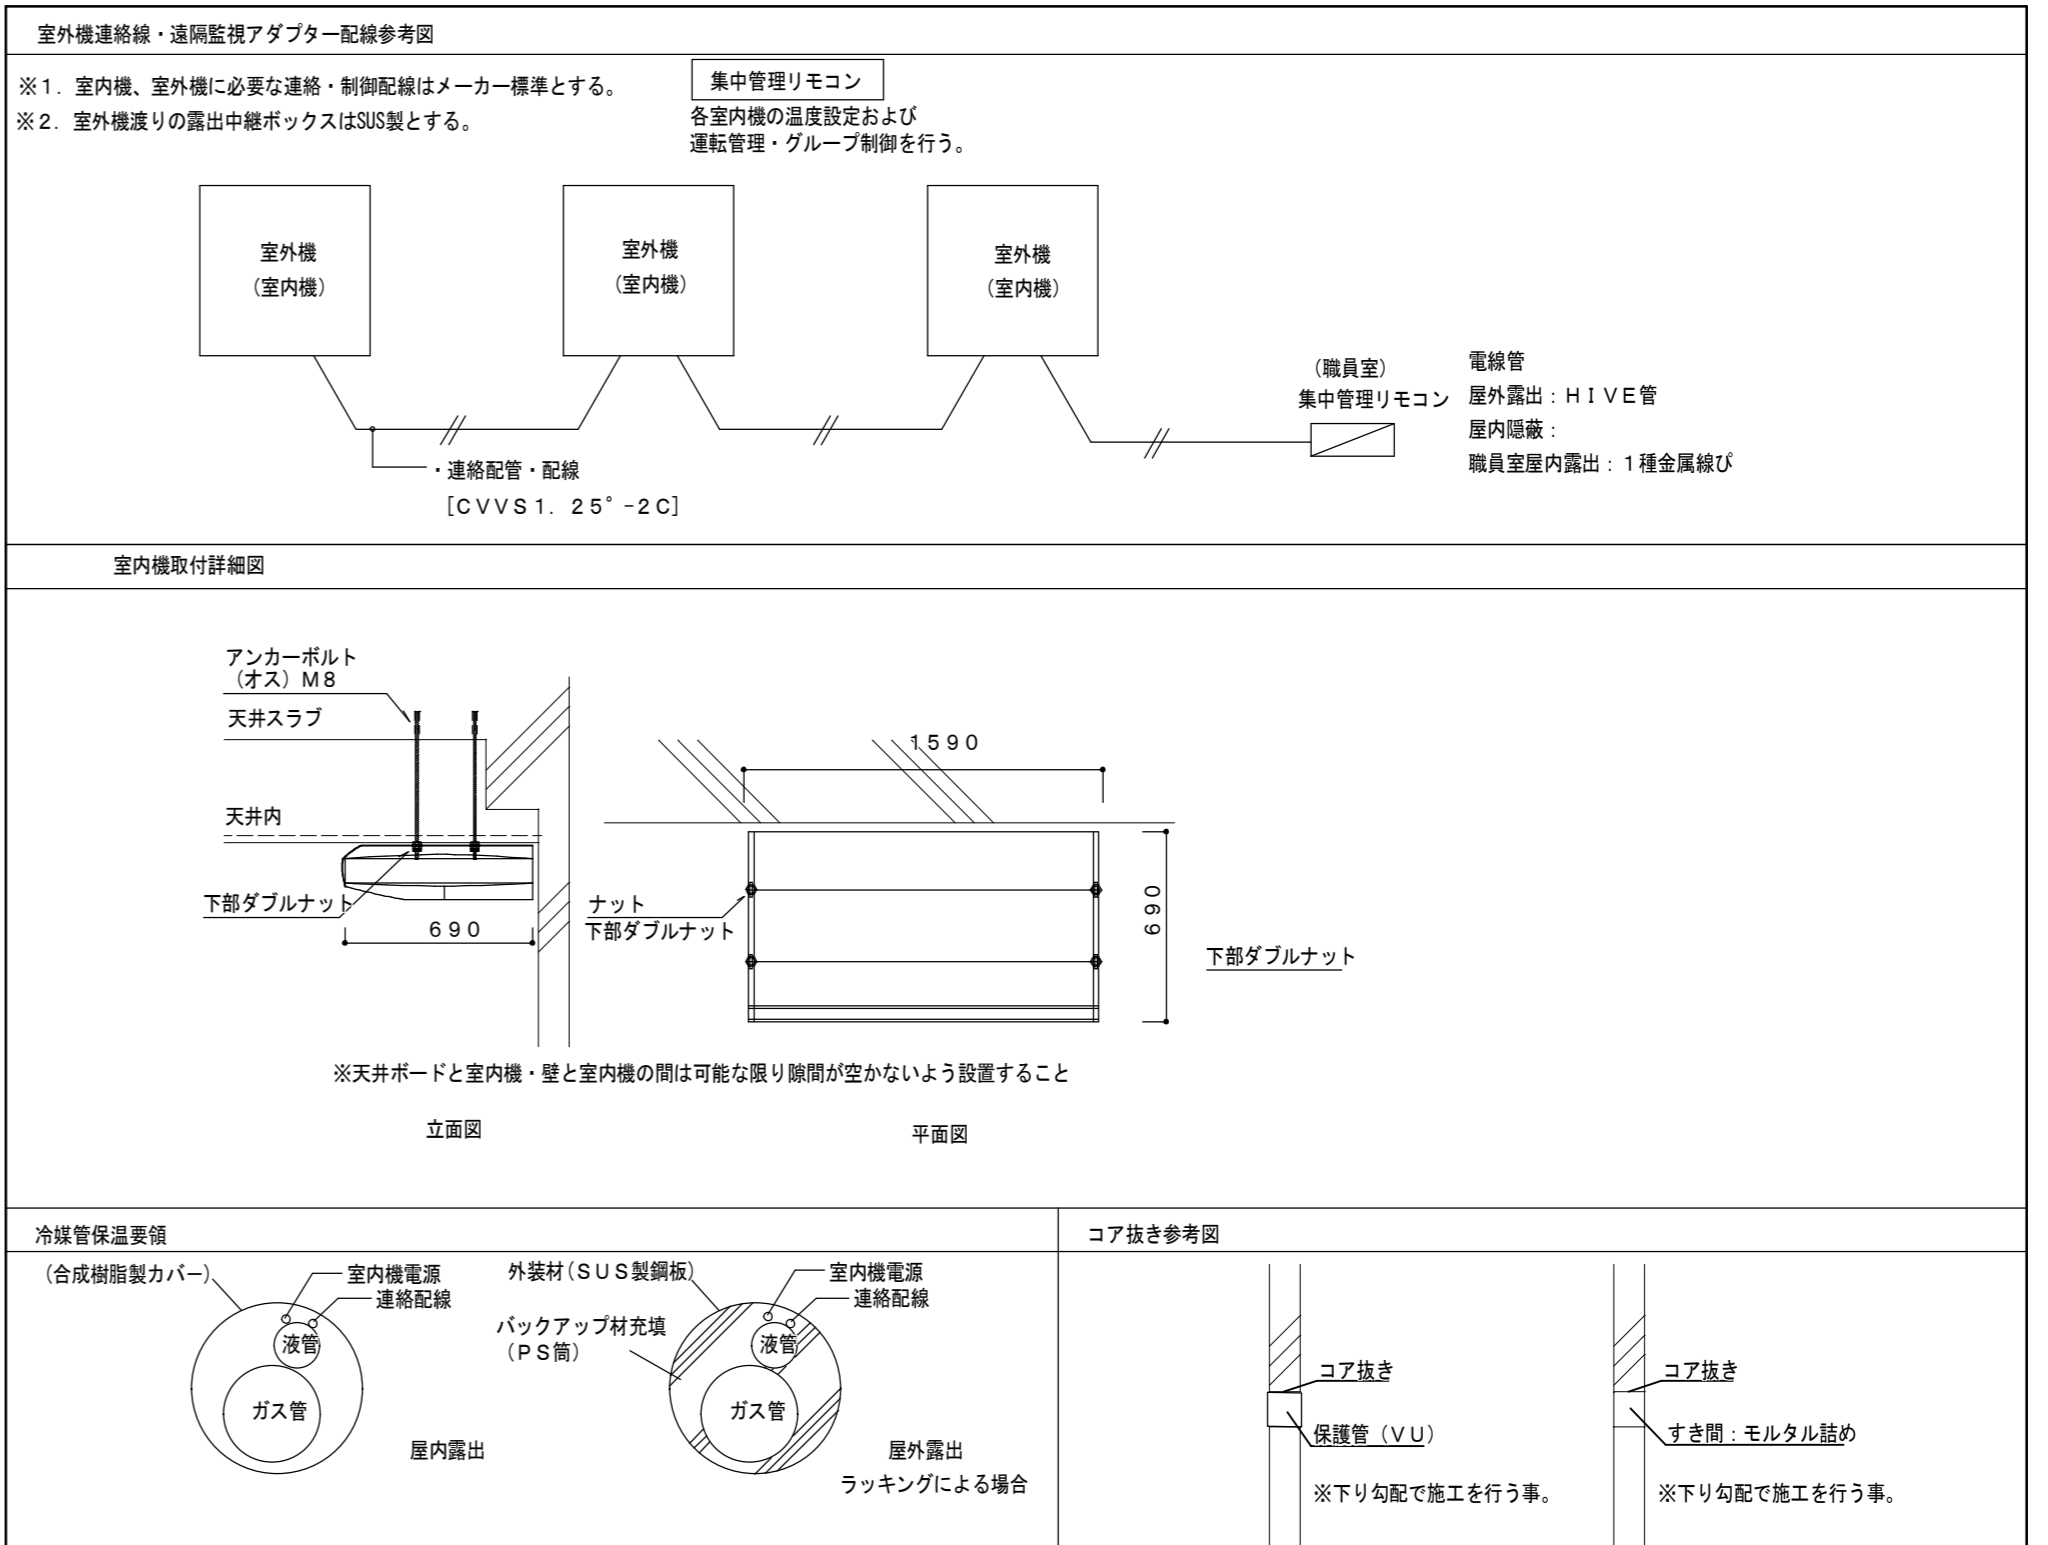 室外機連絡線・遠隔監視アダプター配線参考図
※1. 室内機、室外機に必要な連絡・制御配線はメーカー標準とする。
※2. 室外機渡りの露出中継ボックスはSUS製とする。
集中管理リモコン
各室内機の温度設定および
運転管理・グループ制御を行う。
室外機
(室内機)
室外機
(室内機)
室外機
(室内機)
・連絡配管・配線
[CVVS1. 25°-2C]
(職員室)
集中管理リモコン
電線管
屋外露出：HIVE管
屋内隠蔽：
職員室屋内露出：1種金属線ぴ
室内機取付詳細図
アンカーボルト
(オス) M8
天井スラブ
天井内
下部ダブルナット
690
1590
ナット
下部ダブルナット
690
下部ダブルナット
※天井ボードと室内機・壁と室内機の間は可能な限り隙間が空かないよう設置すること
立面図
平面図
冷媒管保温要領
(合成樹脂製カバー)
室内機電源
連絡配線
液管
ガス管
屋内露出
外装材(SUS製鋼板)
バックアップ材充填
(PS筒)
室内機電源
連絡配線
液管
ガス管
屋外露出
ラッキングによる場合
コア抜き参考図
コア抜き
保護管(VU)
※下り勾配で施工を行う事。
コア抜き
すき間：モルタル詰め
※下り勾配で施工を行う事。